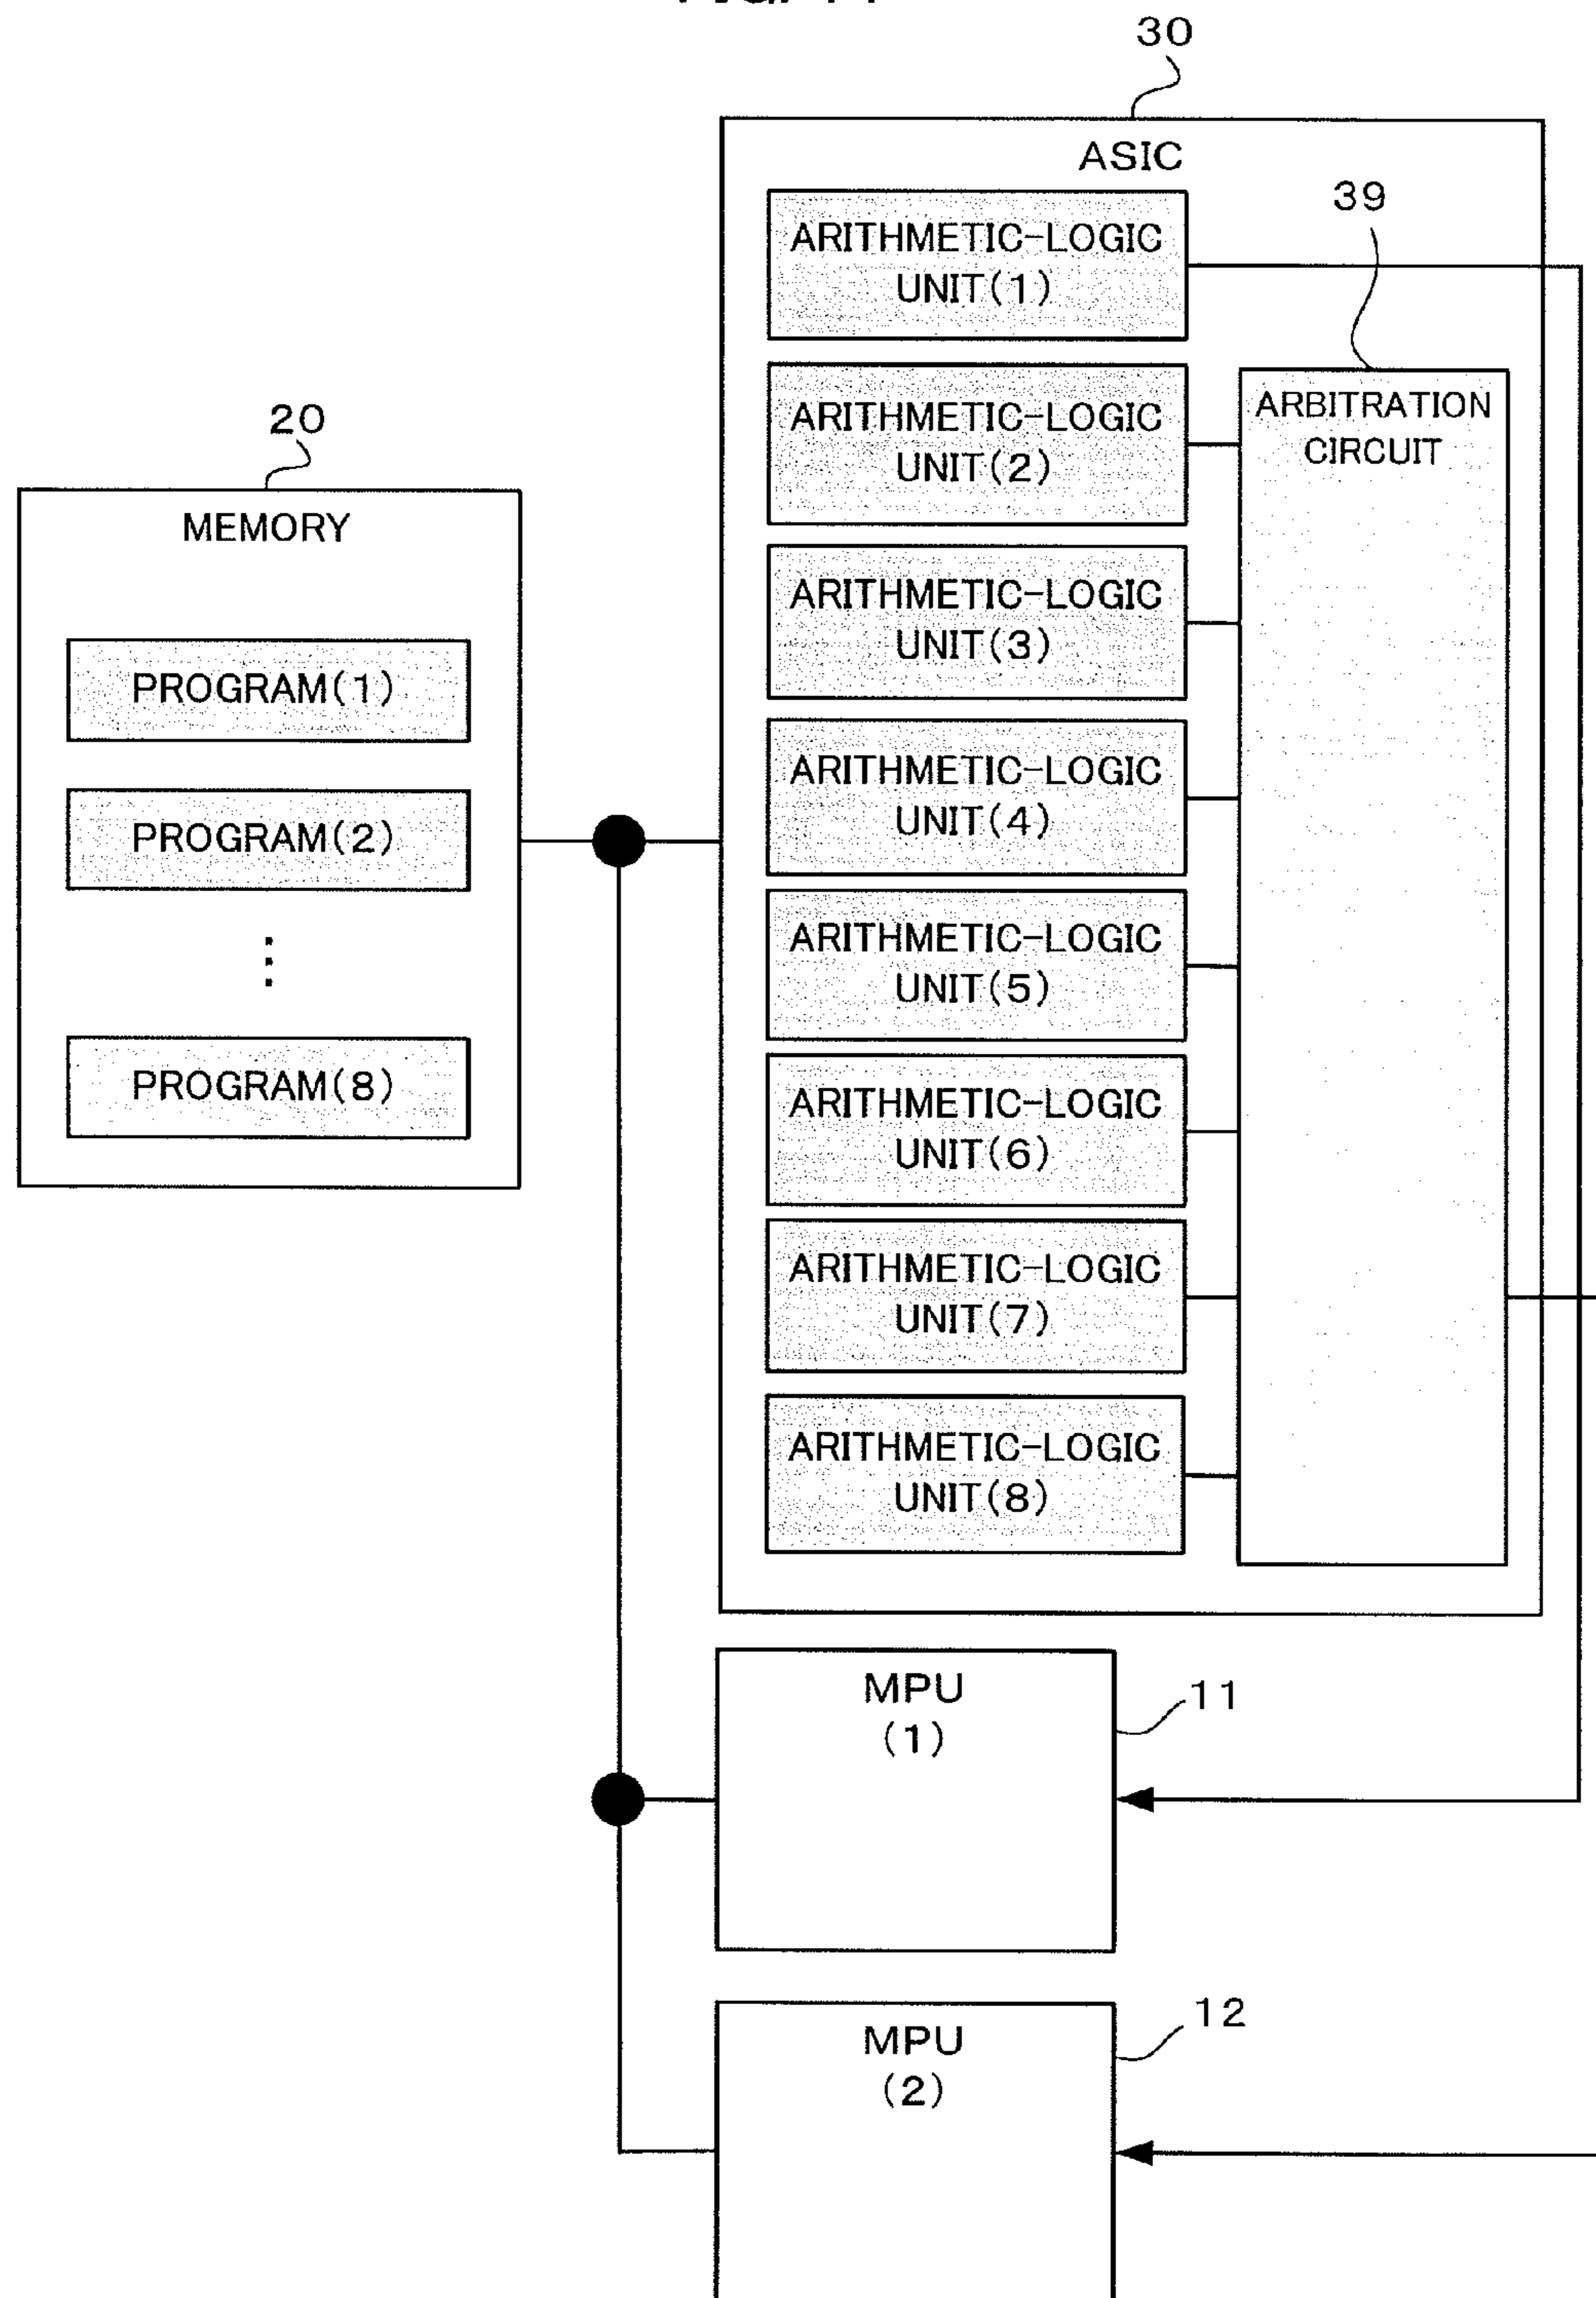 30
ASIC
39
ARITHMETIC-LOGIC
UNIT(1)
ARITHMETIC-LOGIC
UNIT(2)
ARBITRATION
CIRCUIT
20
MEMORY
PROGRAM(1)
PROGRAM(2)
PROGRAM(8)
ARITHMETIC-LOGIC
UNIT(3)
ARITHMETIC-LOGIC
UNIT(4)
ARITHMETIC-LOGIC
UNIT(5)
ARITHMETIC-LOGIC
UNIT(6)
ARITHMETIC-LOGIC
UNIT(7)
ARITHMETIC-LOGIC
UNIT(8)
MPU
(1)
11
MPU
(2)
12